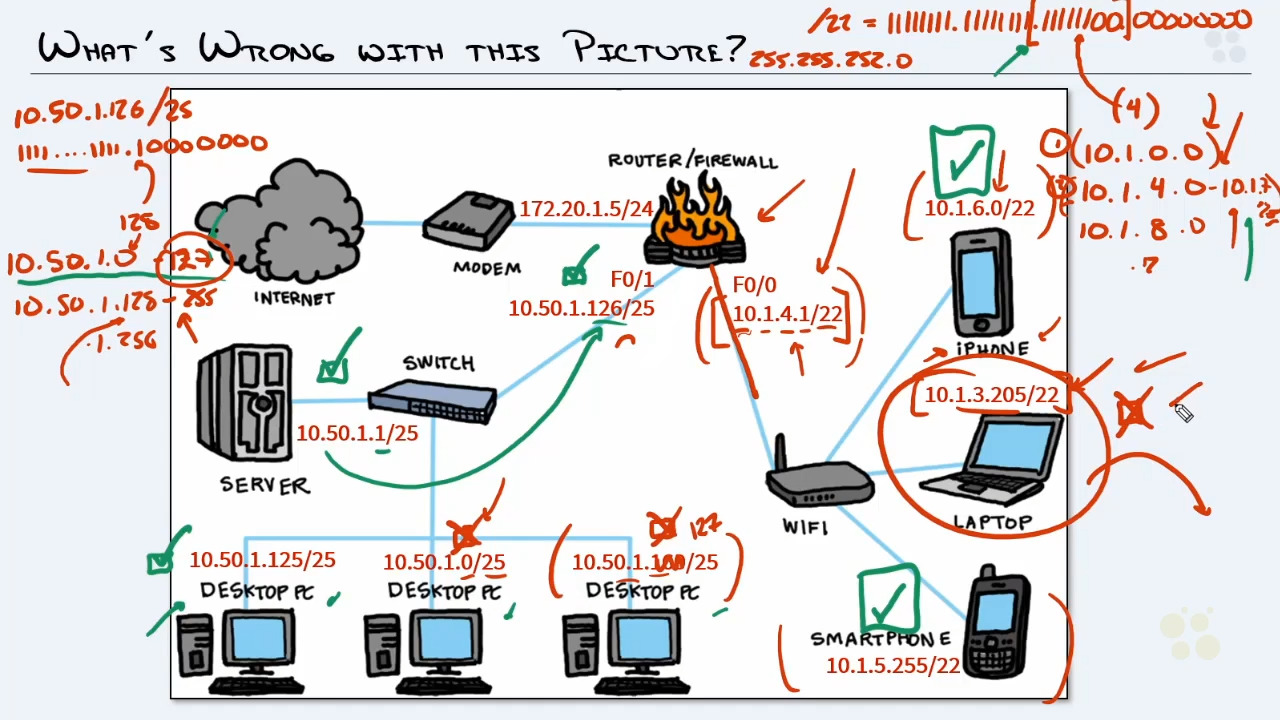 WHAT'S WRONG WITH THIS PICTURE?
/22 = 11111111.11111111.11111100.00000000
255.255.252.0
10.50.1.126/25
1111....1111.10000000
128
10.50.1.0 - 127
10.50.1.128 - 255
.1.256
(4)
① (10.1.0.0)
10.1.4.0-10.1.7
10.1.8.0
.7
ROUTER/FIREWALL
172.20.1.5/24
MODEM
INTERNET
F0/1
10.50.1.126/25
F0/0
10.1.4.1/22
10.1.6.0/22
iPHONE
SWITCH
10.50.1.1/25
SERVER
10.1.3.205/22
LAPTOP
WIFI
127
10.50.1.125/25
DESKTOP PC
10.50.1.0/25
DESKTOP PC
10.50.1. /25
DESKTOP PC
SMARTPHONE
10.1.5.255/22